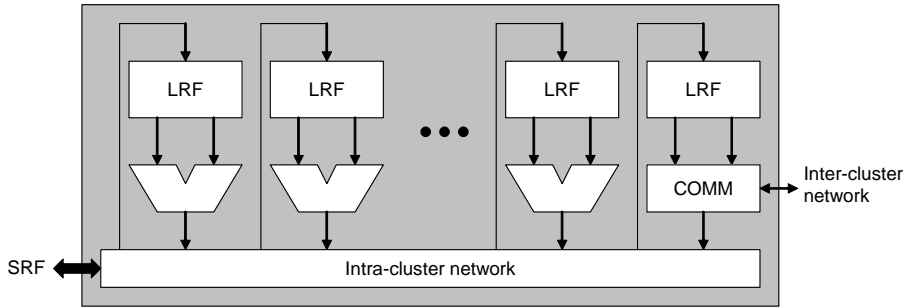 LRF
LRF
LRF
LRF
COMM
Inter-cluster
network
SRF
Intra-cluster network